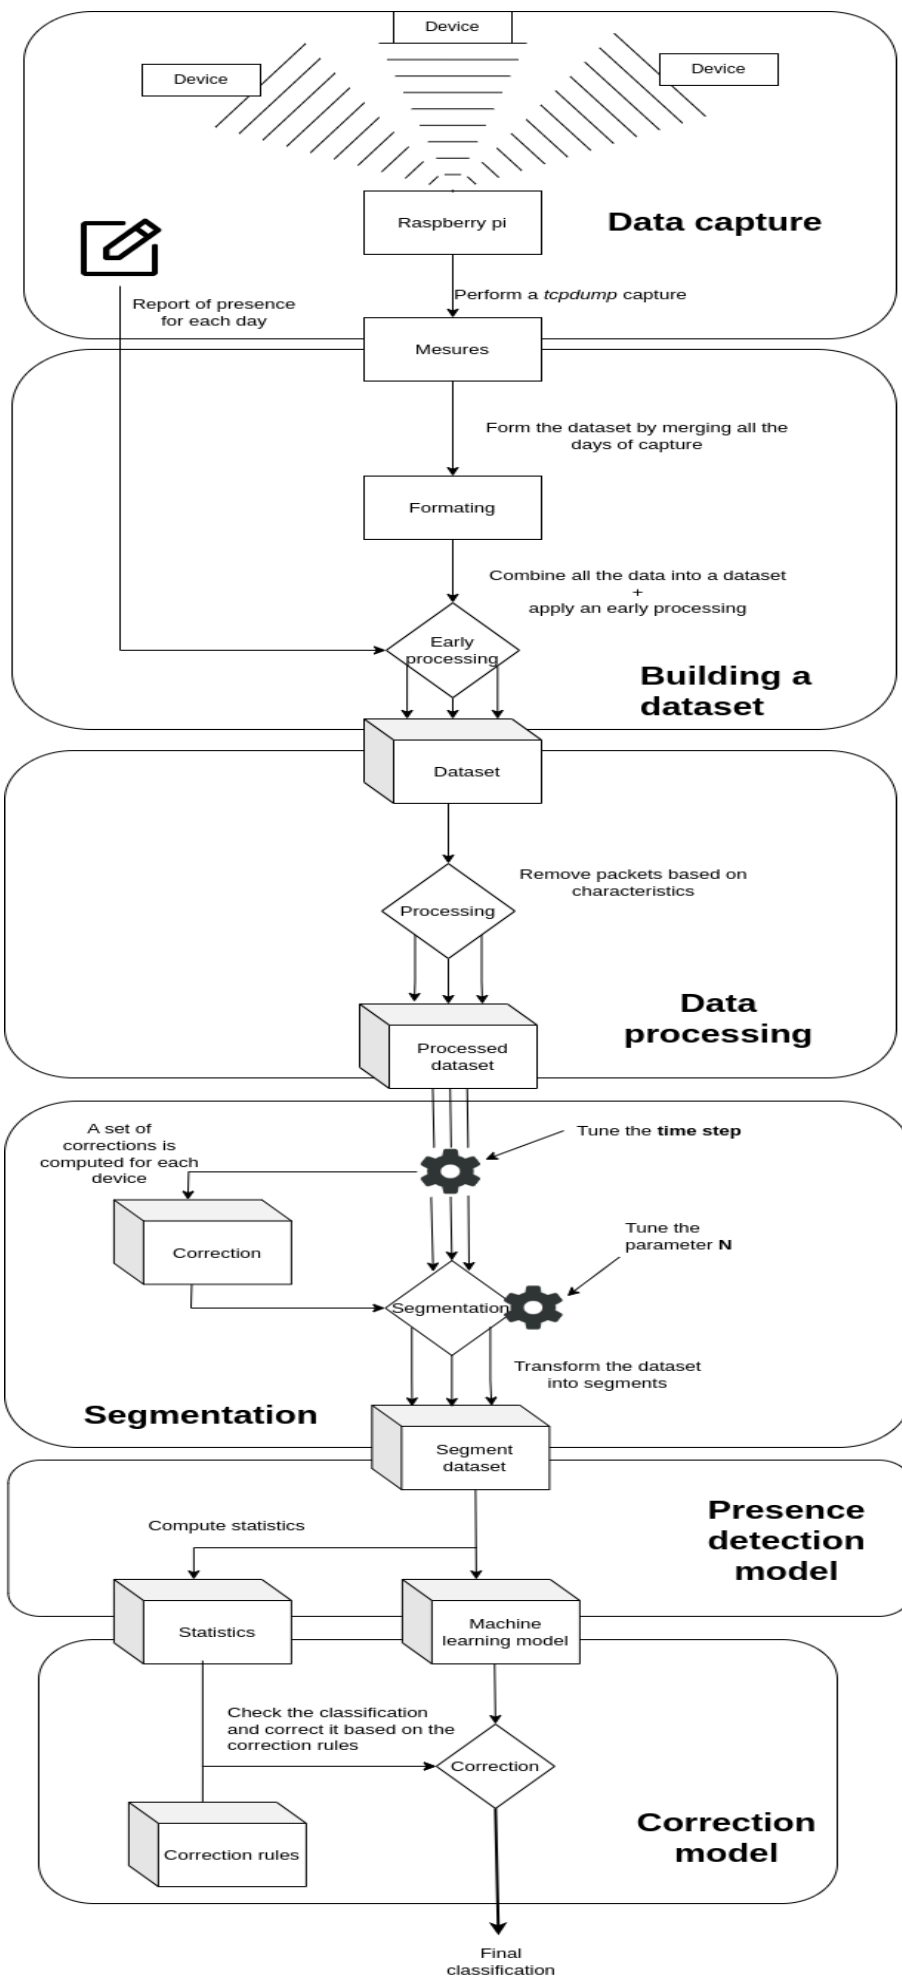 Device
Device
Device
Raspberry pi
Data capture
Perform a tcpdump capture
Report of presence
for each day
Mesures
Form the dataset by merging all the
days of capture
Formating
Combine all the data into a dataset
+
apply an early processing
Early
processing
Building a
dataset
Dataset
Remove packets based on
characteristics
Processing
Data
processing
Processed
dataset
A set of
corrections is
computed for each
device
Tune the time step
Correction
Tune the
parameter N
Segmentation
Transform the dataset
into segments
Segmentation
Segment
dataset
Presence
detection
model
Compute statistics
Statistics
Machine
learning model
Check the classification
and correct it based on the
correction rules
Correction
Correction rules
Correction
model
Final
classification